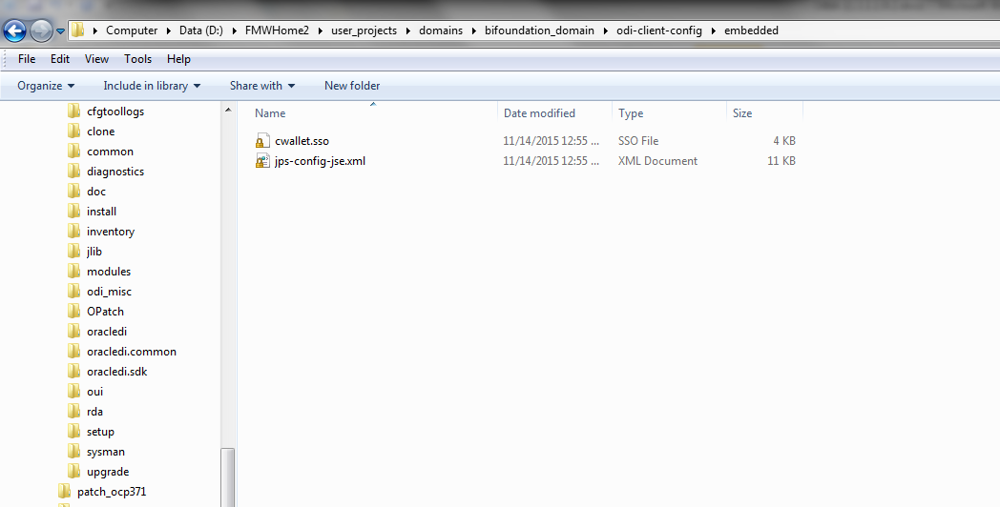 Computer Data (D:) FMWHome2 user_projects domains bifoundation_domain odi-client-config embedded
File Edit View Tools Help
Organize Include in library Share with New folder
cfgtoollogs
clone
common
diagnostics
doc
install
inventory
jlib
modules
odi_misc
OPatch
oracledi
oracledi.common
oracledi.sdk
oui
rda
setup
sysman
upgrade
patch_ocp371
Name Date modified Type Size
cwallet.sso 11/14/2015 12:55 ... SSO File 4 KB
jps-config-jse.xml 11/14/2015 12:55 ... XML Document 11 KB